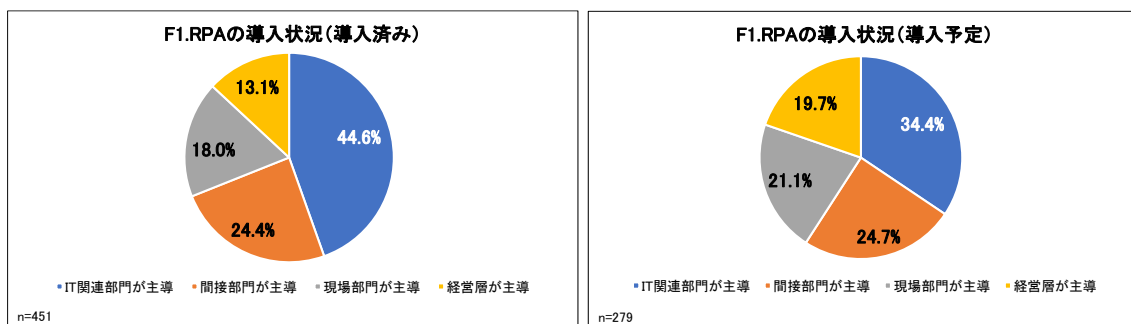 F1.RPAの導入状況(導入済み)
13.1%
44.6%
18.0%
24.4%
IT関連部門が主導 間接部門が主導 現場部門が主導 経営層が主導
n=451
F1.RPAの導入状況(導入予定)
19.7%
34.4%
21.1%
24.7%
IT関連部門が主導 間接部門が主導 現場部門が主導 経営層が主導
n=279